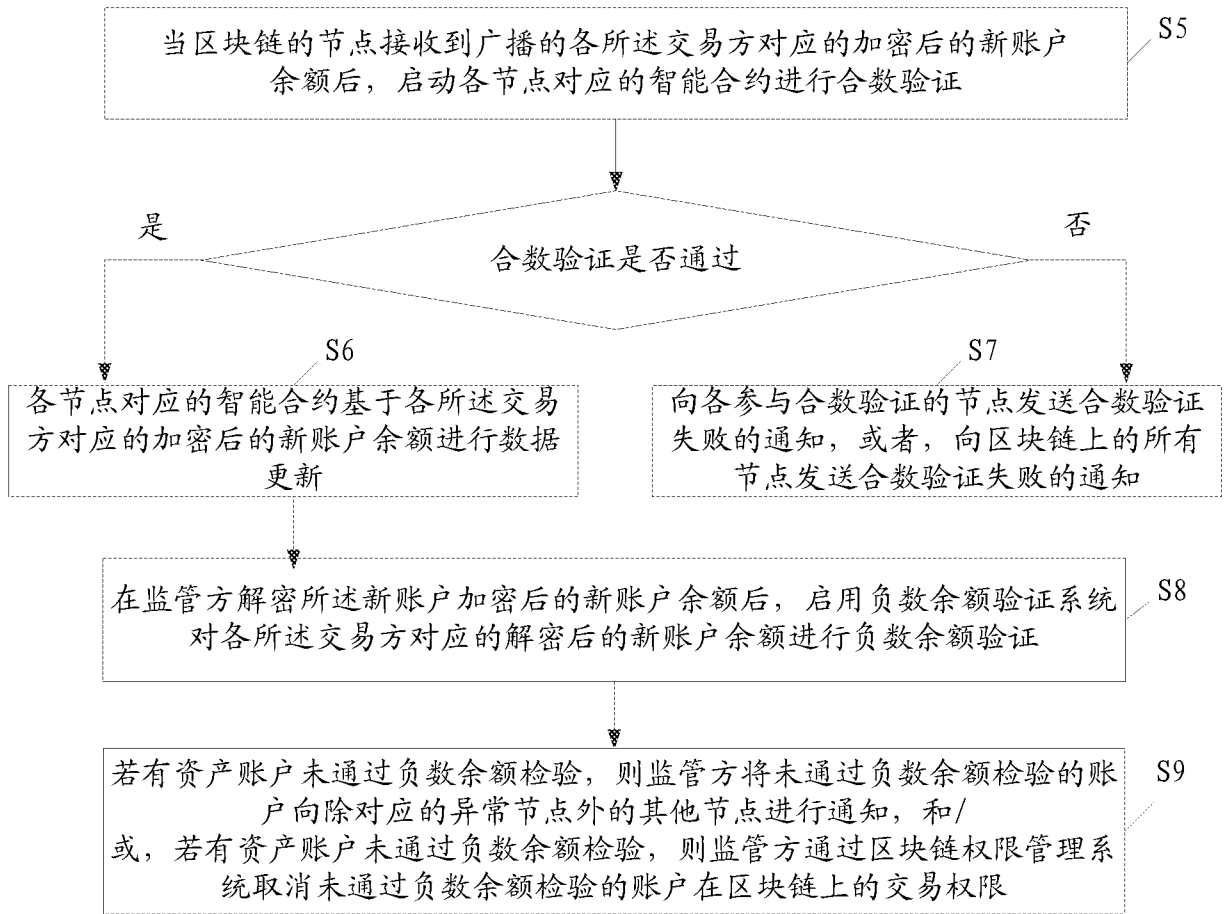 当区块链的节点接收到广播的各所述交易方对应的加密后的新账户
余额后，启动各节点对应的智能合约进行合数验证
S5
是
合数验证是否通过
否
S6
各节点对应的智能合约基于各所述交易
方对应的加密后的新账户余额进行数据
更新
S7
向各参与合数验证的节点发送合数验证
失败的通知，或者，向区块链上的所有
节点发送合数验证失败的通知
在监管方解密所述新账户加密后的新账户余额后，启用负数余额验证系统
对各所述交易方对应的解密后的新账户余额进行负数余额验证
S8
若有资产账户未通过负数余额检验，则监管方将未通过负数余额检验的账
户向除对应的异常节点外的其他节点进行通知，和/
或，若有资产账户未通过负数余额检验，则监管方通过区块链权限管理系
统取消未通过负数余额检验的账户在区块链上的交易权限
S9